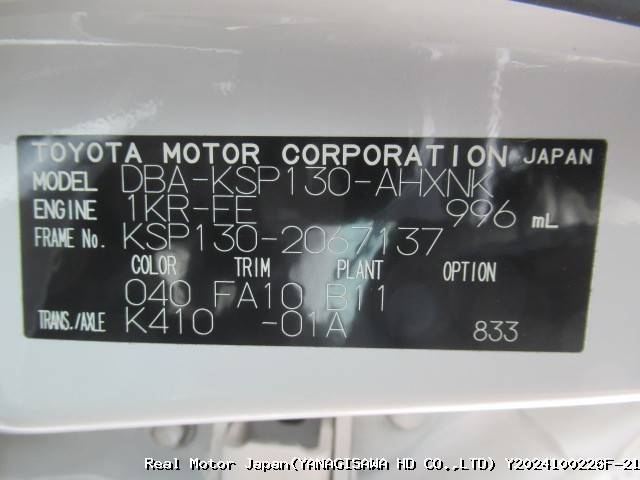 TOYOTA MOTOR CORPORATION JAPAN
MODEL DBA-KSP130-AHXNK
ENGINE 1KR-FE 996 mL
FRAME No. KSP130-2067137
COLOR TRIM PLANT OPTION
040 FA10 B11
TRANS./AXLE K410 -01A 833
Real Motor Japan(YANAGISAWA HD CO.,LTD) Y2024100226F-21